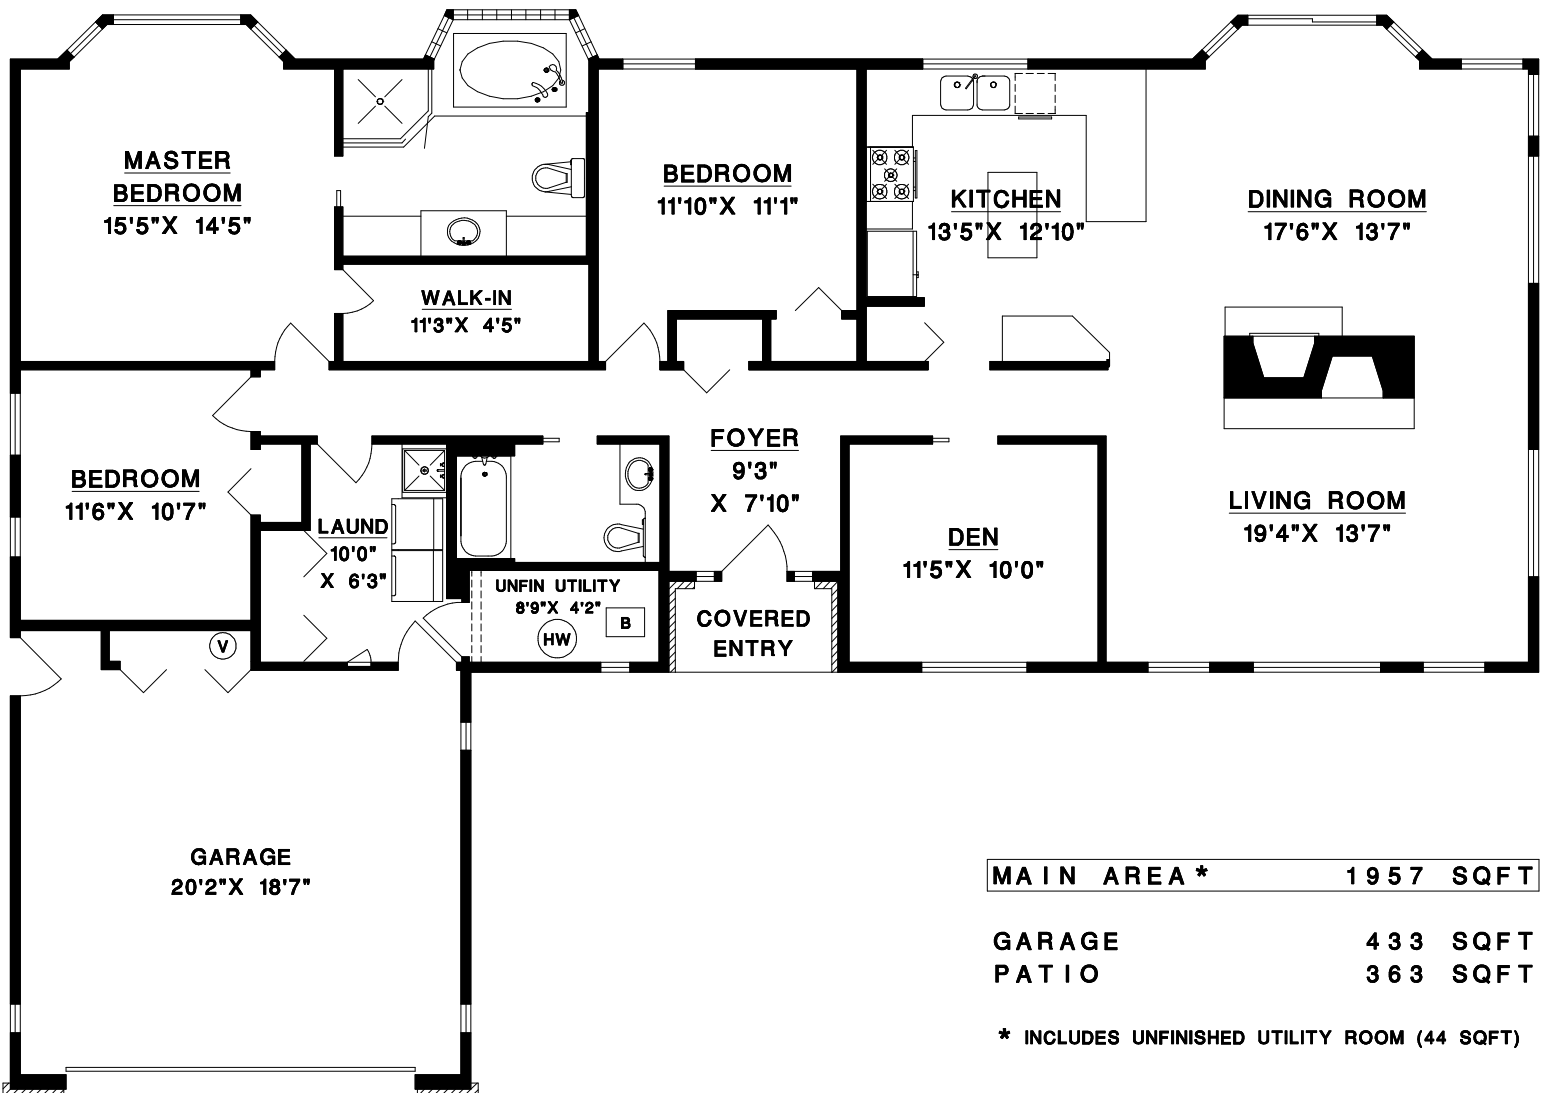 MASTER
BEDROOM
15'5"X 14'5"
BEDROOM
11'10"X 11'1"
KITCHEN
13'5"X 12'10"
DINING ROOM
17'6"X 13'7"
WALK-IN
11'3"X 4'5"
BEDROOM
11'6"X 10'7"
LAUND
10'0"
X 6'3"
FOYER
9'3"
X 7'10"
DEN
11'5"X 10'0"
LIVING ROOM
19'4"X 13'7"
UNFIN UTILITY
8'9"X 4'2"
HW
B
V
COVERED
ENTRY
GARAGE
20'2"X 18'7"
MAIN AREA* 1957 SQFT
GARAGE 433 SQFT
PATIO 363 SQFT
* INCLUDES UNFINISHED UTILITY ROOM (44 SQFT)